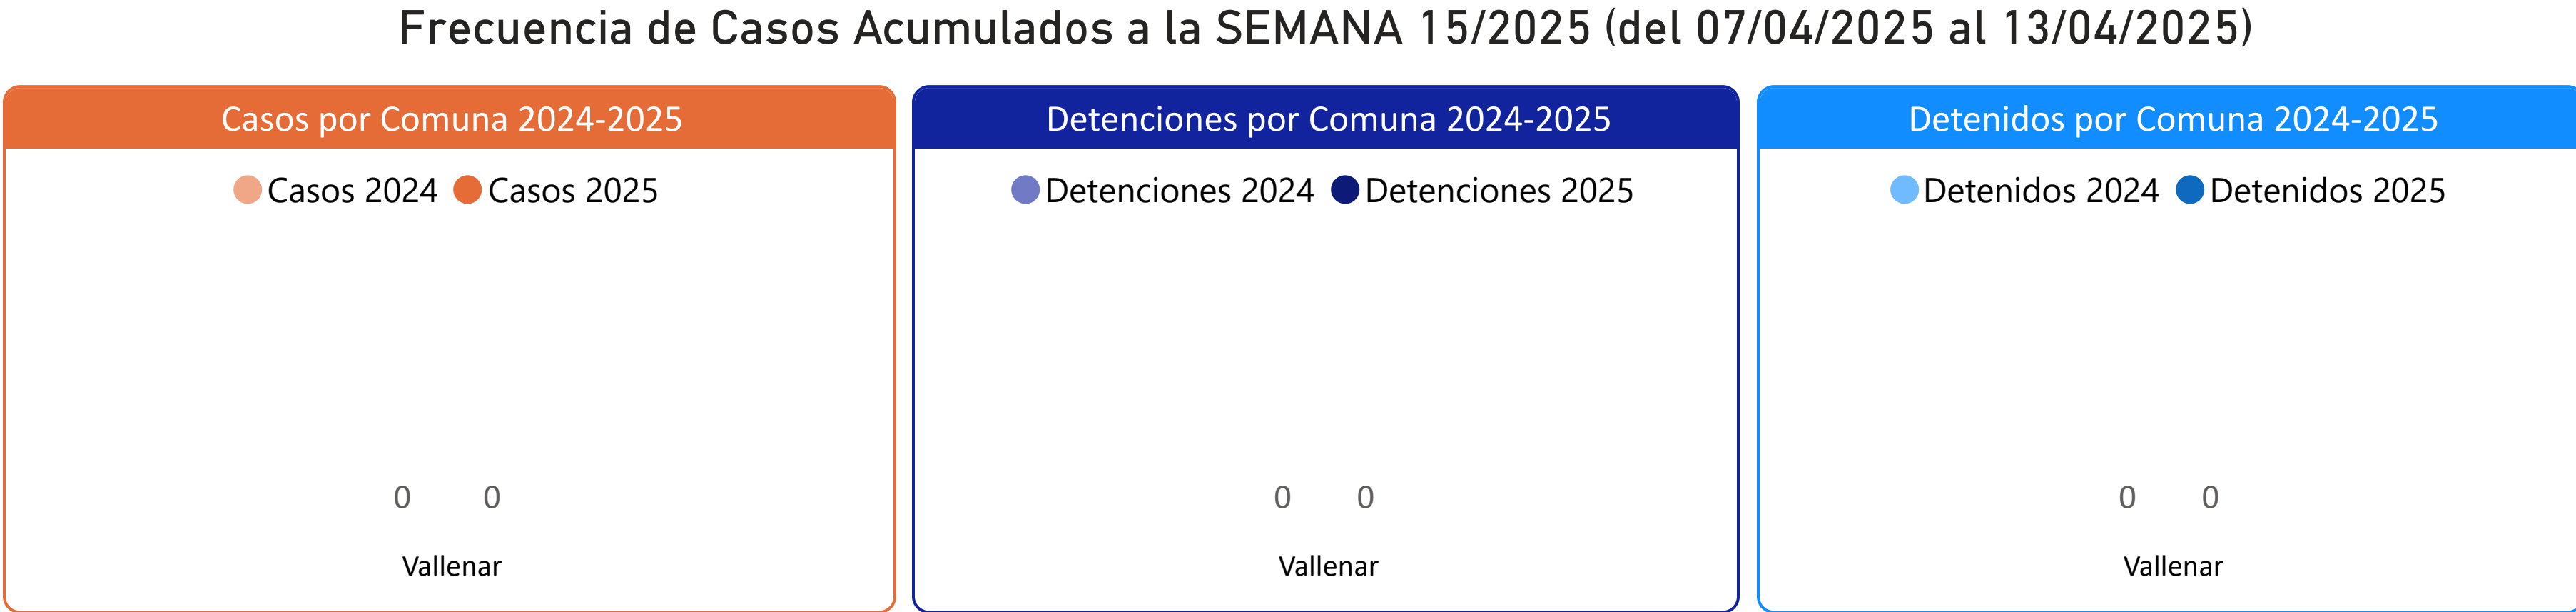 Frecuencia de Casos Acumulados a la SEMANA 15/2025 (del 07/04/2025 al 13/04/2025)
Casos por Comuna 2024-2025
Casos 2024 Casos 2025
0 0
Vallenar
Detenciones por Comuna 2024-2025
Detenciones 2024 Detenciones 2025
0 0
Vallenar
Detenidos por Comuna 2024-2025
Detenidos 2024 Detenidos 2025
0 0
Vallenar